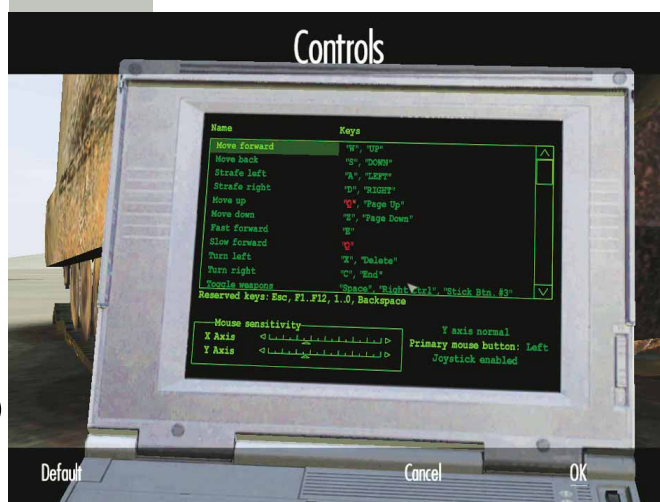 Controls
Name Keys
Move forward "W", "UP"
Move back "S", "DOWN"
Strafe left "A", "LEFT"
Strafe right "D", "RIGHT"
Move up "Q", "Page Up"
Move down "Z", "Page Down"
Fast forward "E"
Slow forward "Q"
Turn left "X", "Delete"
Turn right "C", "End"
Toggle weapons "Space", "Right Ctrl", "Stick Btn. #3"
Reserved keys: Esc, F1..F12, 1..0, Backspace
Mouse sensitivity
X Axis
Y Axis
Y axis normal
Primary mouse button: Left
Joystick enabled
Default Cancel OK